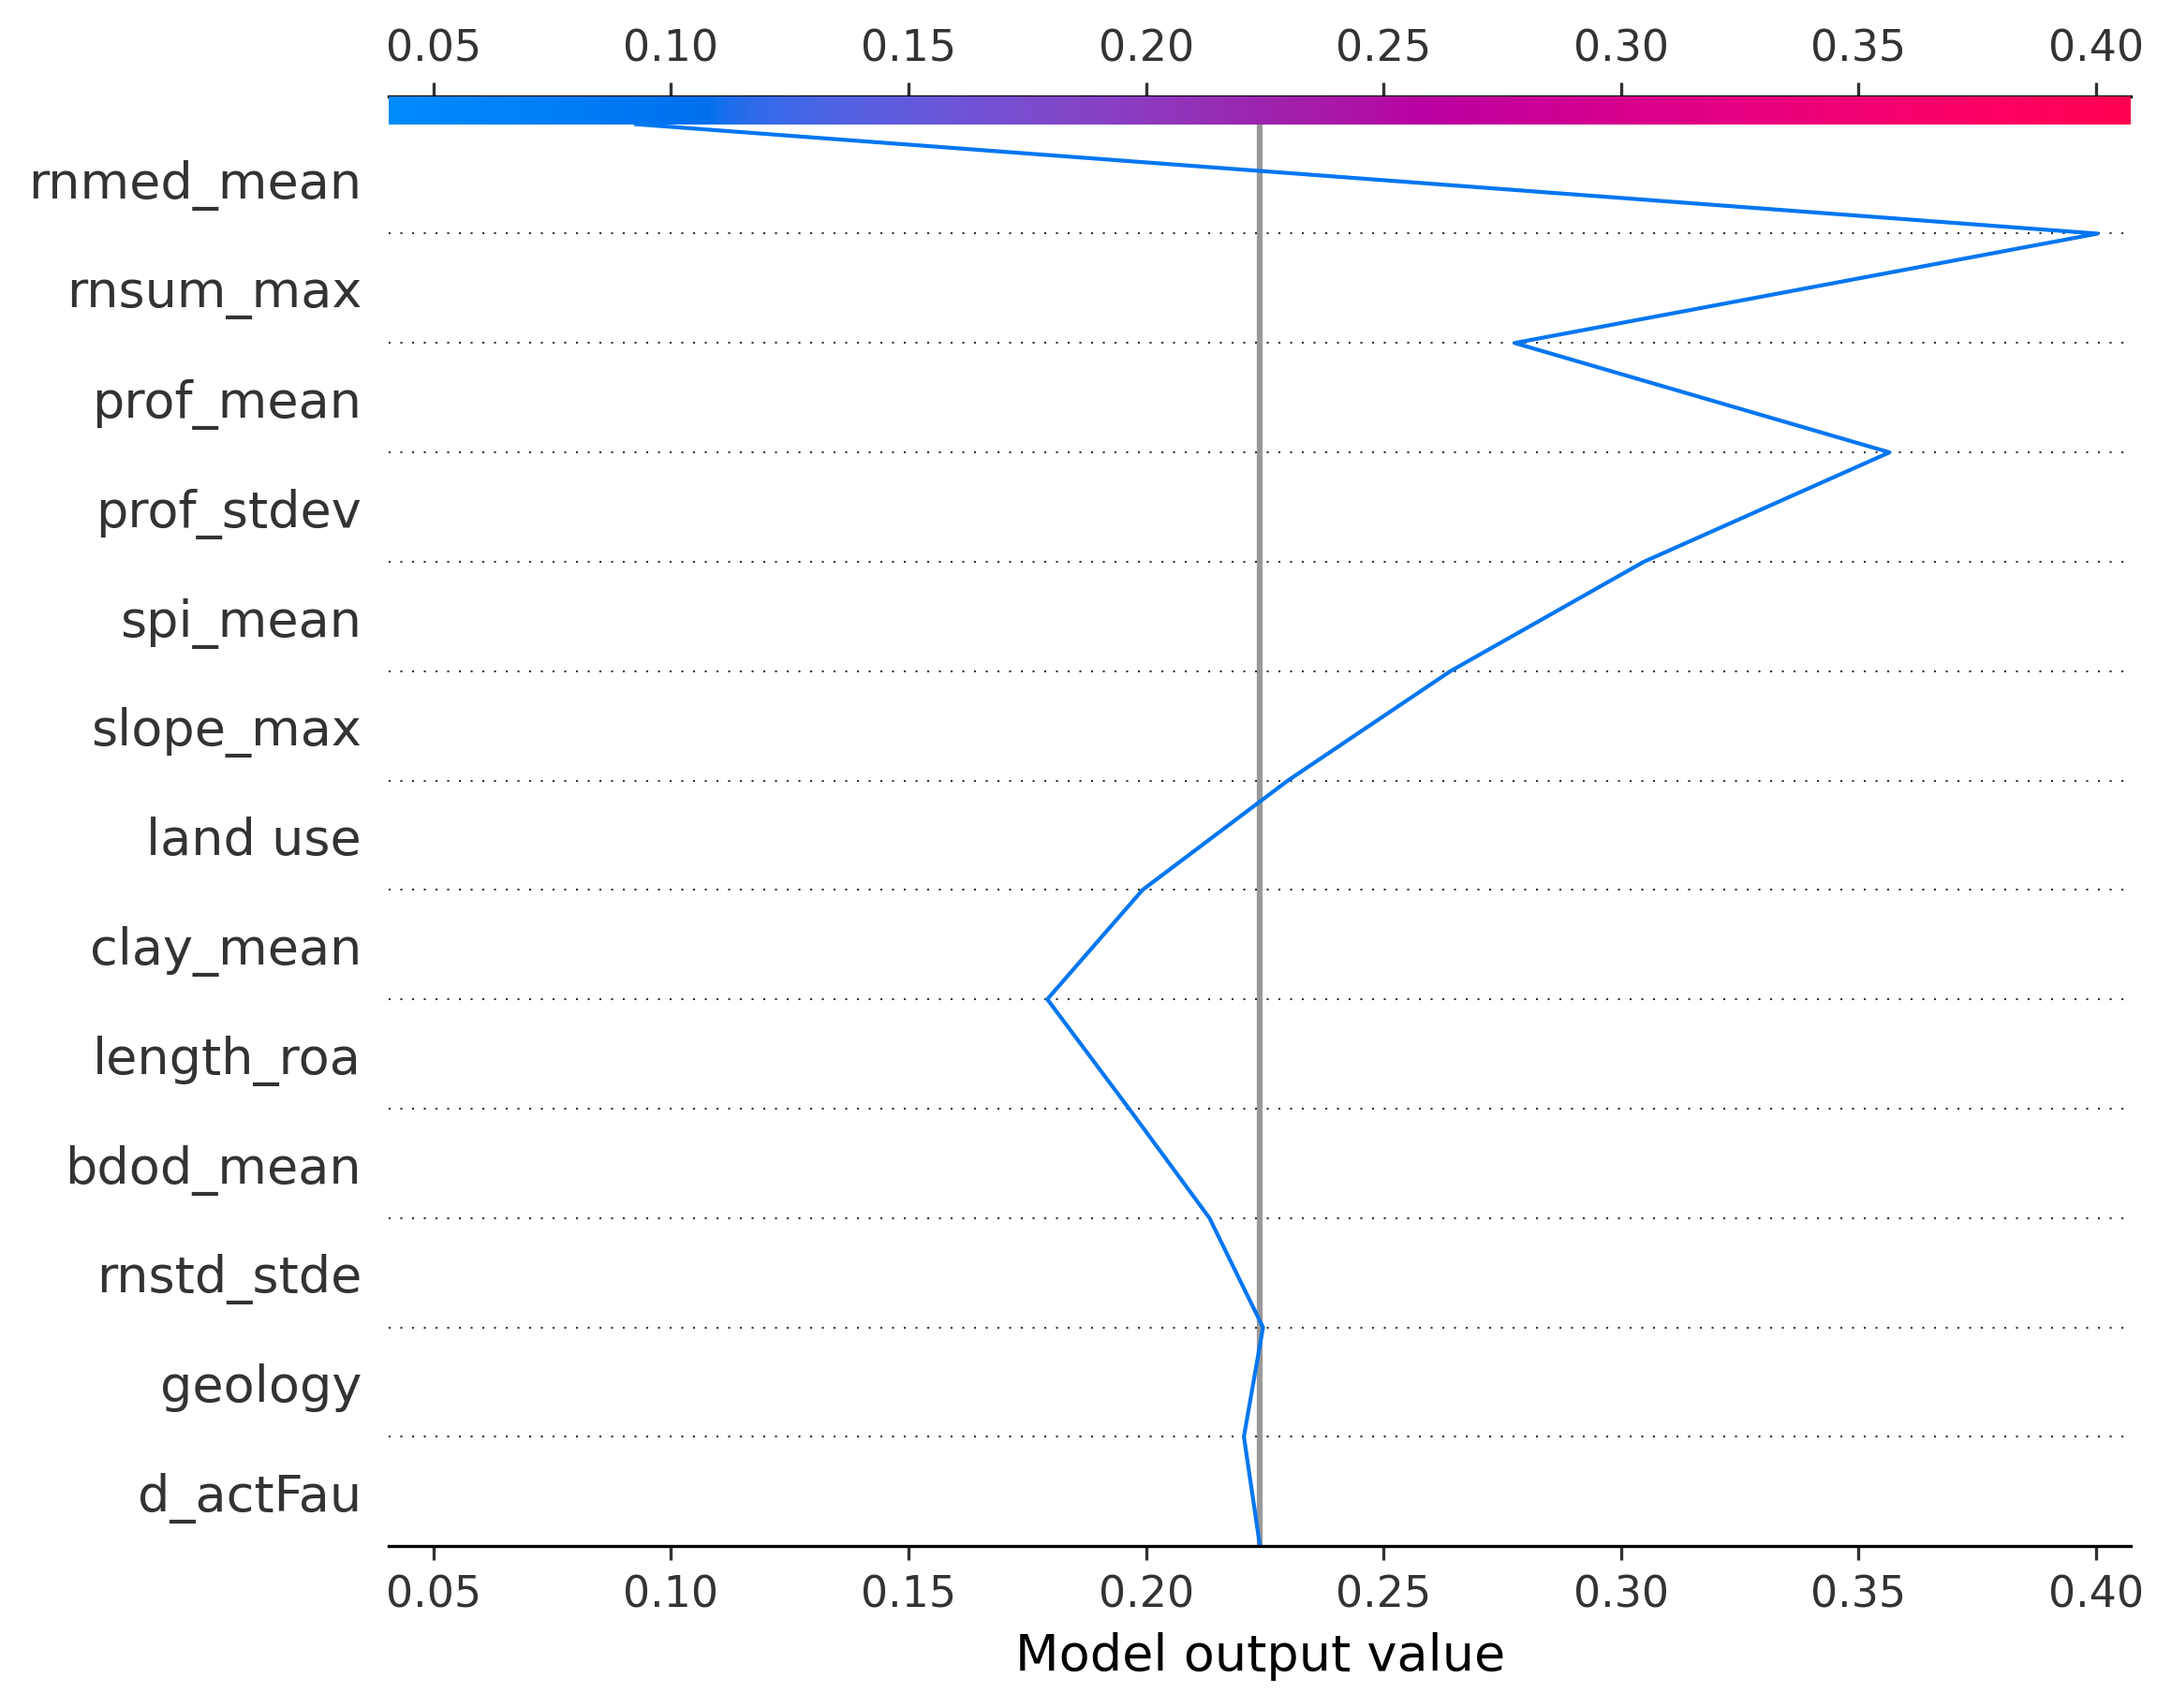 0.05 0.10 0.15 0.20 0.25 0.30 0.35 0.40
rnmed_mean
rnsum_max
prof_mean
prof_stdev
spi_mean
slope_max
land use
clay_mean
length_roa
bdod_mean
rnstd_stde
geology
d_actFau
0.05 0.10 0.15 0.20 0.25 0.30 0.35 0.40
Model output value